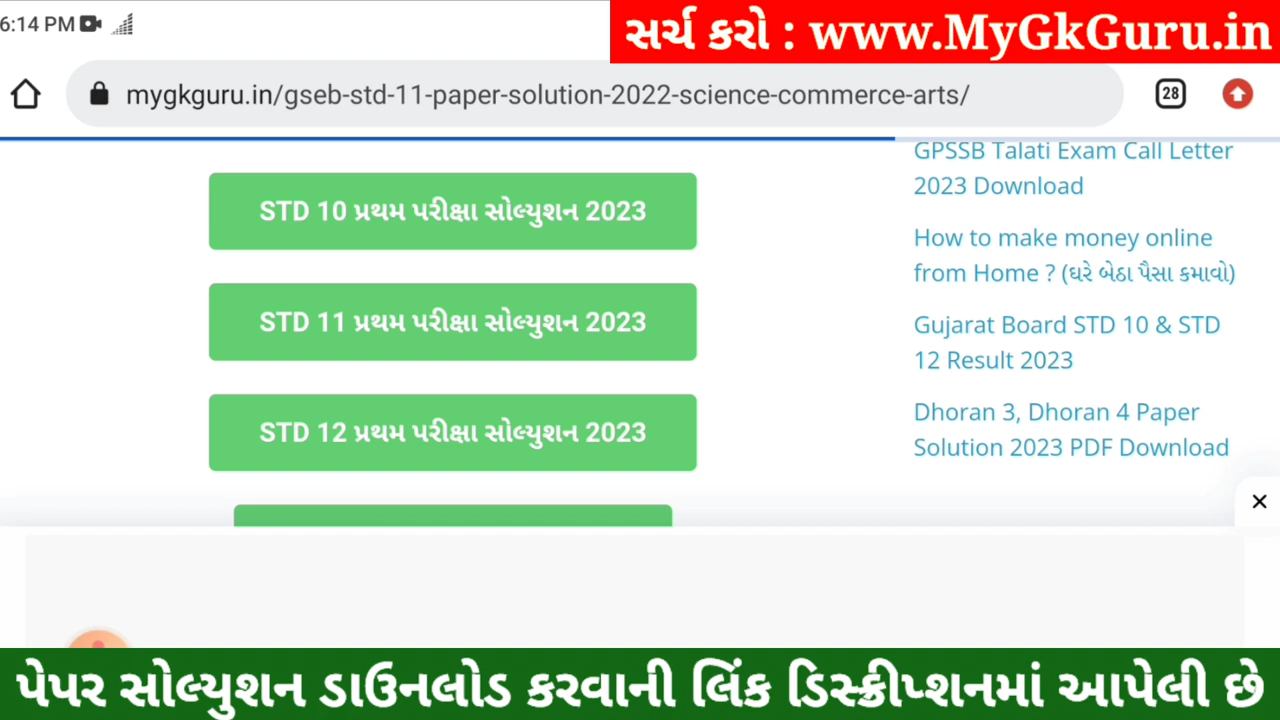 6:14 PM
સર્ચ કરો : www.MyGkGuru.in
mygkguru.in/gseb-std-11-paper-solution-2022-science-commerce-arts/
28
STD 10 પ્રથમ પરીક્ષા સોલ્યુશન 2023
STD 11 પ્રથમ પરીક્ષા સોલ્યુશન 2023
STD 12 પ્રથમ પરીક્ષા સોલ્યુશન 2023
GPSSB Talati Exam Call Letter
2023 Download
How to make money online
from Home ? (ઘરે બેઠા પૈસા કમાવો)
Gujarat Board STD 10 & STD
12 Result 2023
Dhoran 3, Dhoran 4 Paper
Solution 2023 PDF Download
પેપર સોલ્યુશન ડાઉનલોડ કરવાની લિંક ડિસ્ક્રીપ્શનમાં આપેલી છે